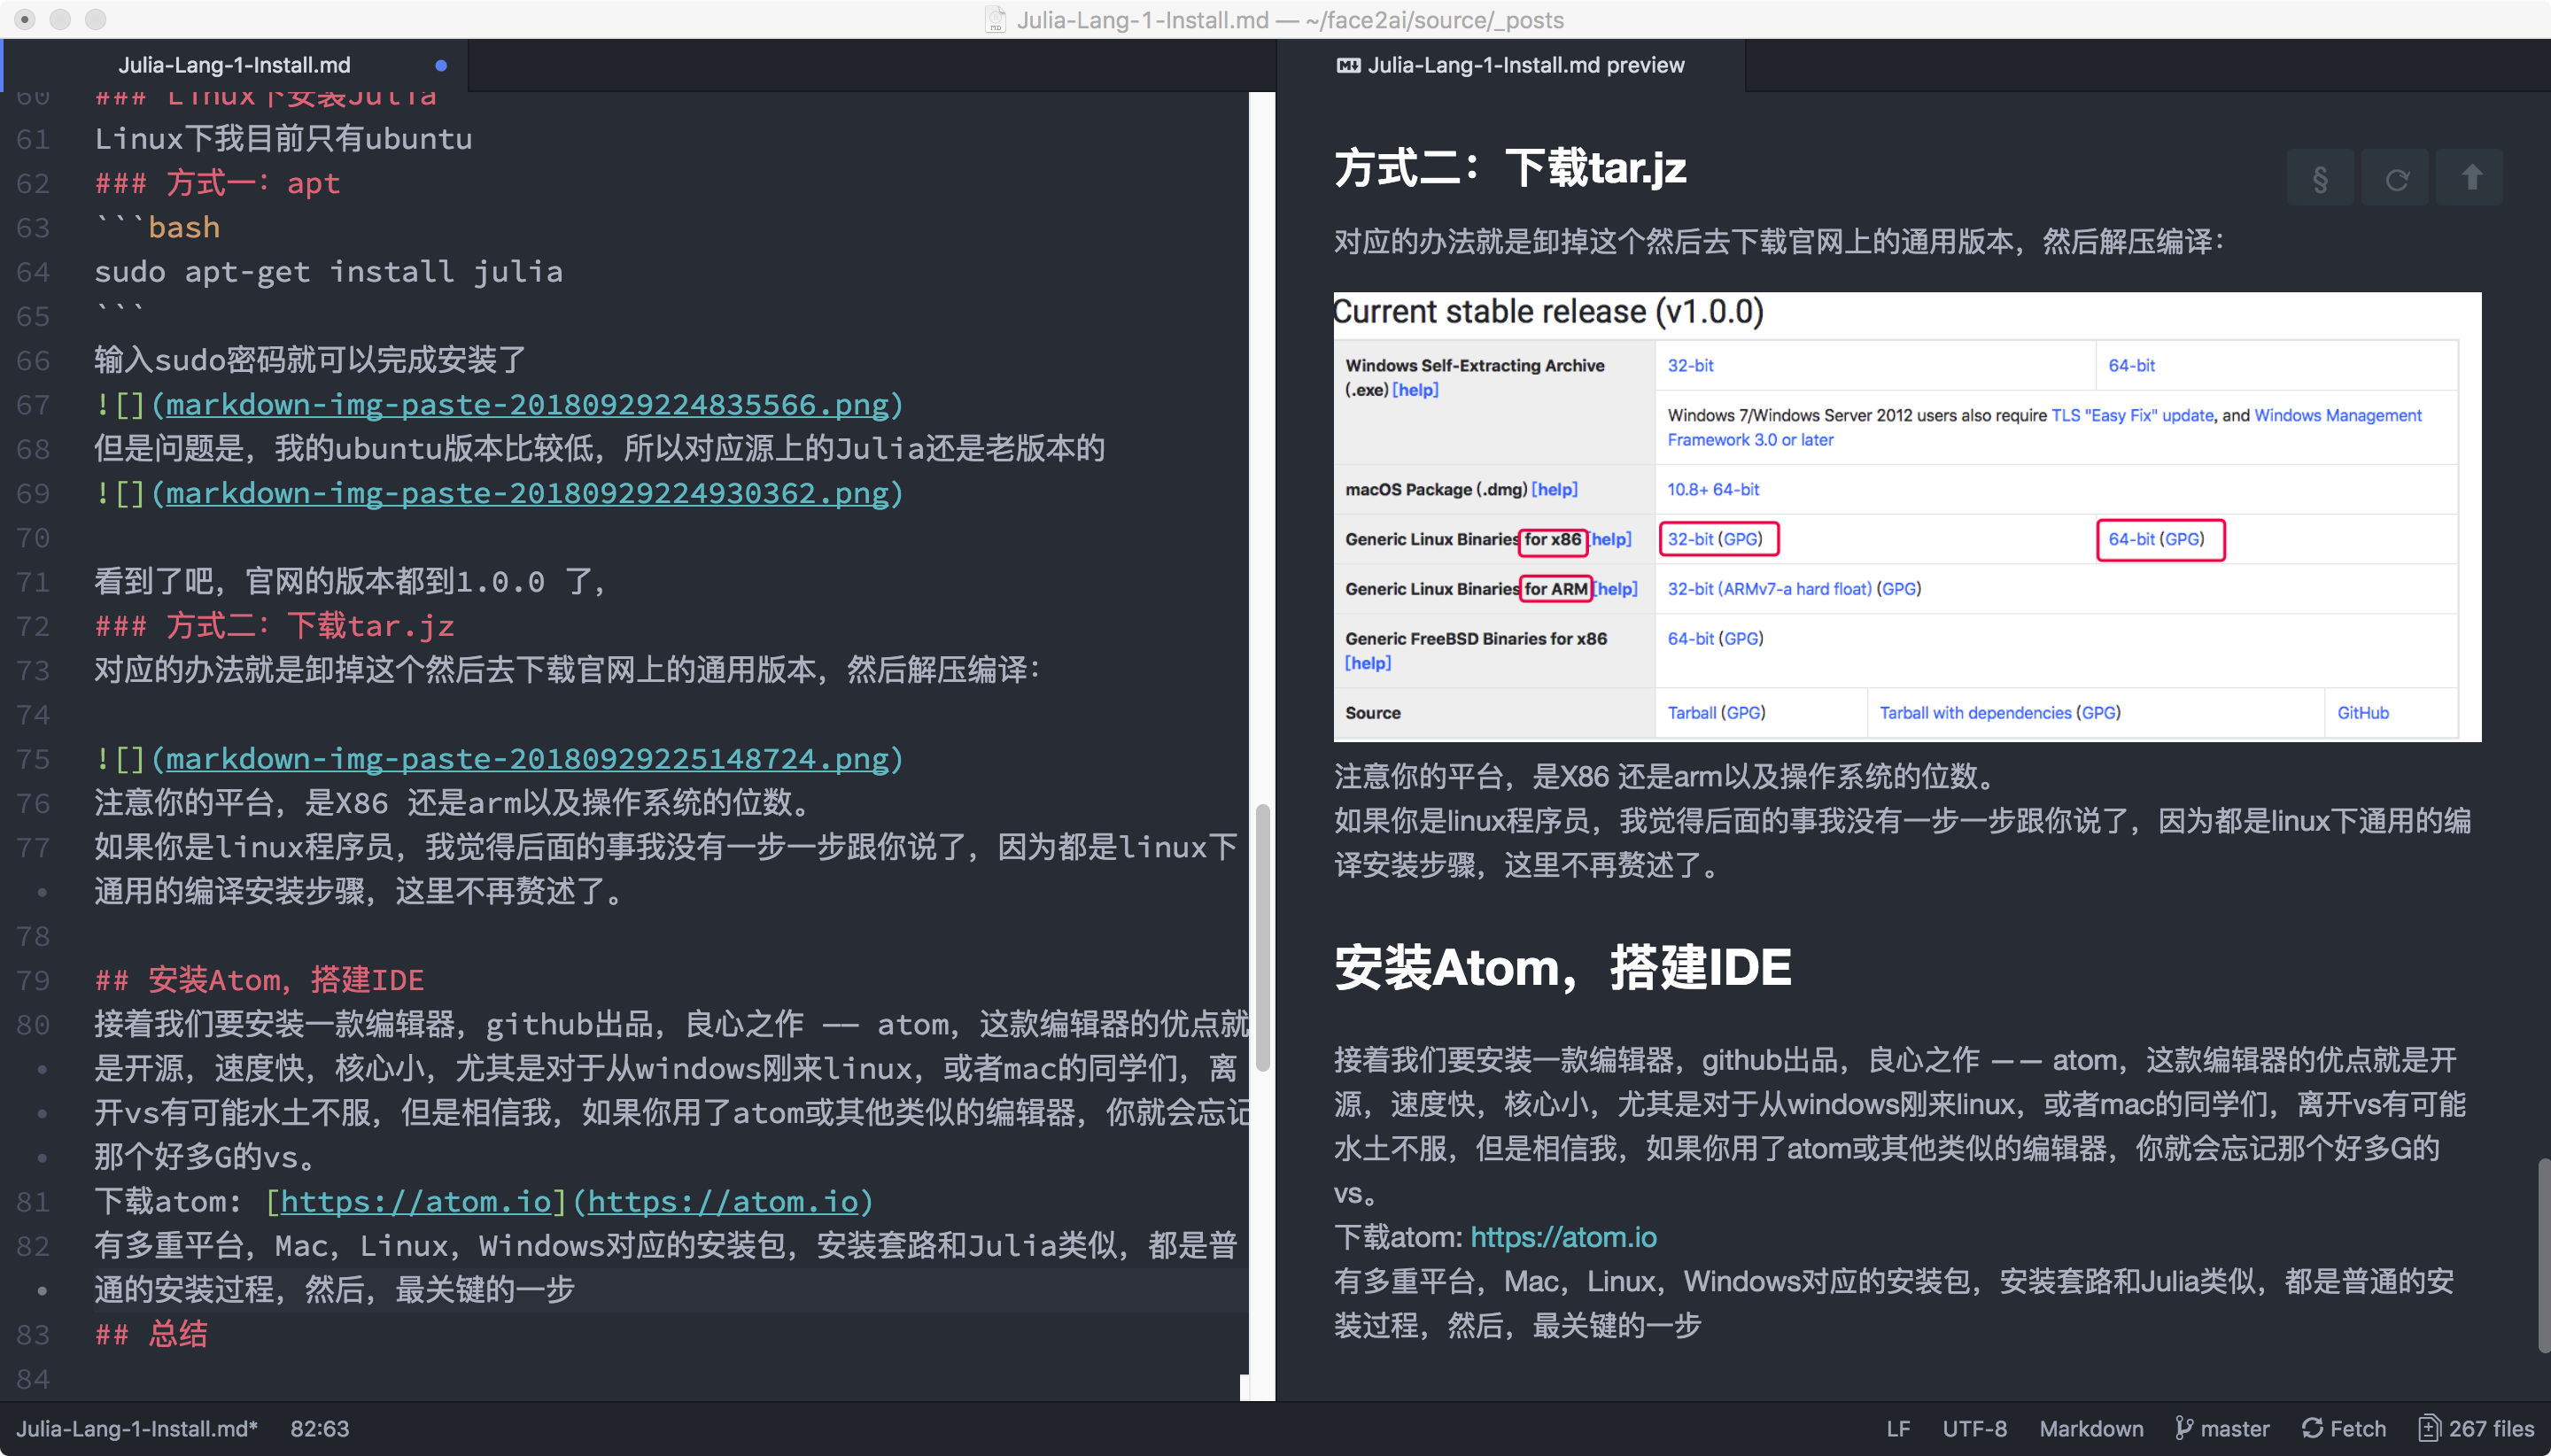 Julia-Lang-1-Install.md — ~/face2ai/source/_posts
Julia-Lang-1-Install.md
60 ### Linux下安装Julia
61 Linux下我目前只有ubuntu
62 ### 方式一：apt
63 ```bash
64 sudo apt-get install julia
65 ```
66 输入sudo密码就可以完成安装了
67 ![](markdown-img-paste-20180929224835566.png)
68 但是问题是，我的ubuntu版本比较低，所以对应源上的Julia还是老版本的
69 ![](markdown-img-paste-20180929224930362.png)
70
71 看到了吧，官网的版本都到1.0.0 了，
72 ### 方式二：下载tar.jz
73 对应的办法就是卸掉这个然后去下载官网上的通用版本，然后解压编译：
74
75 ![](markdown-img-paste-20180929225148724.png)
76 注意你的平台，是X86 还是arm以及操作系统的位数。
77 如果你是linux程序员，我觉得后面的事我没有一步一步跟你说了，因为都是linux下
• 通用的编译安装步骤，这里不再赘述了。
78
79 ## 安装Atom，搭建IDE
80 接着我们要安装一款编辑器，github出品，良心之作 —— atom，这款编辑器的优点就
• 是开源，速度快，核心小，尤其是对于从windows刚来linux，或者mac的同学们，离
• 开vs有可能水土不服，但是相信我，如果你用了atom或其他类似的编辑器，你就会忘记
• 那个好多G的vs。
81 下载atom: [https://atom.io](https://atom.io)
82 有多重平台，Mac，Linux，Windows对应的安装包，安装套路和Julia类似，都是普
• 通的安装过程，然后，最关键的一步
83 ## 总结
84
Julia-Lang-1-Install.md preview
方式二：下载tar.jz
对应的办法就是卸掉这个然后去下载官网上的通用版本，然后解压编译：
Current stable release (v1.0.0)
Windows Self-Extracting Archive (.exe) [help] 32-bit 64-bit
Windows 7/Windows Server 2012 users also require TLS "Easy Fix" update, and Windows Management
Framework 3.0 or later
macOS Package (.dmg) [help] 10.8+ 64-bit
Generic Linux Binaries for x86 [help] 32-bit (GPG) 64-bit (GPG)
Generic Linux Binaries for ARM [help] 32-bit (ARMv7-a hard float) (GPG)
Generic FreeBSD Binaries for x86 [help] 64-bit (GPG)
Source Tarball (GPG) Tarball with dependencies (GPG) GitHub
注意你的平台，是X86 还是arm以及操作系统的位数。
如果你是linux程序员，我觉得后面的事我没有一步一步跟你说了，因为都是linux下通用的编
译安装步骤，这里不再赘述了。
安装Atom，搭建IDE
接着我们要安装一款编辑器，github出品，良心之作 —— atom，这款编辑器的优点就是开
源，速度快，核心小，尤其是对于从windows刚来linux，或者mac的同学们，离开vs有可能
水土不服，但是相信我，如果你用了atom或其他类似的编辑器，你就会忘记那个好多G的
vs。
下载atom: https://atom.io
有多重平台，Mac，Linux，Windows对应的安装包，安装套路和Julia类似，都是普通的安
装过程，然后，最关键的一步
Julia-Lang-1-Install.md* 82:63 LF UTF-8 Markdown master Fetch 267 files